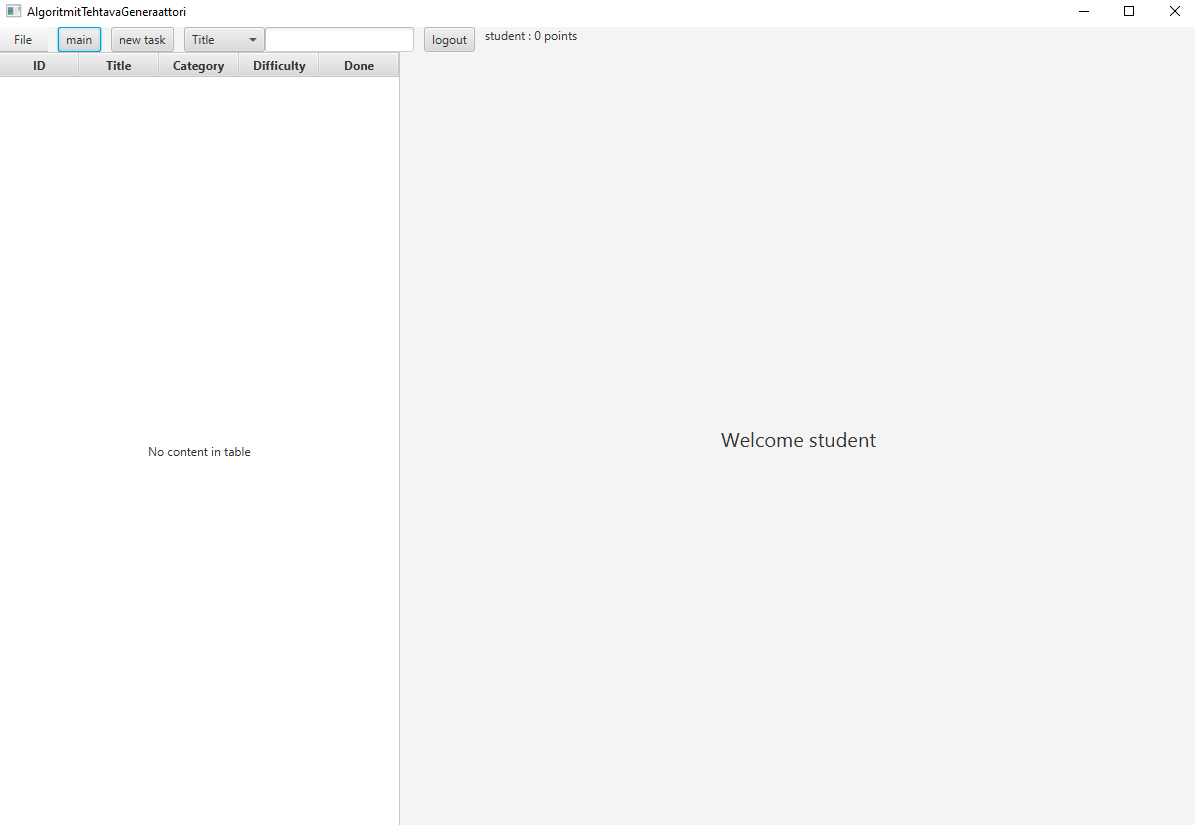 AlgoritmitTehtavaGeneraattori
File main new task Title logout student : 0 points
ID Title Category Difficulty Done
No content in table
Welcome student